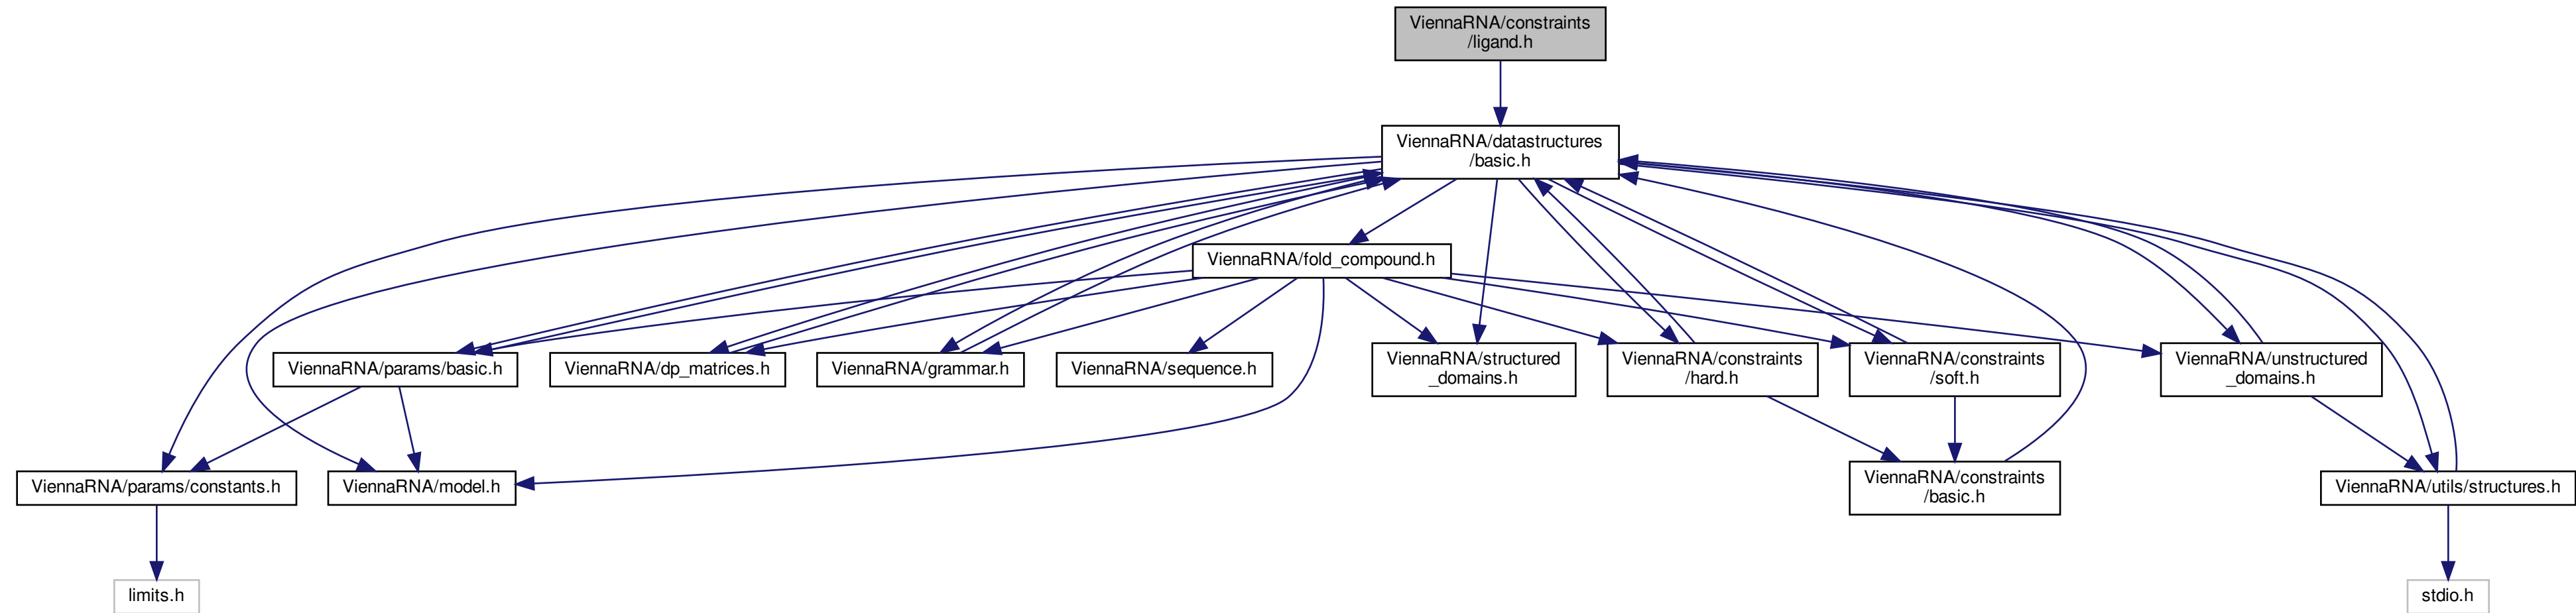 ViennaRNA/constraints
/ligand.h
ViennaRNA/datastructures
/basic.h
ViennaRNA/fold_compound.h
ViennaRNA/params/basic.h
ViennaRNA/dp_matrices.h
ViennaRNA/grammar.h
ViennaRNA/sequence.h
ViennaRNA/structured
_domains.h
ViennaRNA/constraints
/hard.h
ViennaRNA/constraints
/soft.h
ViennaRNA/unstructured
_domains.h
ViennaRNA/params/constants.h
ViennaRNA/model.h
ViennaRNA/constraints
/basic.h
ViennaRNA/utils/structures.h
limits.h
stdio.h